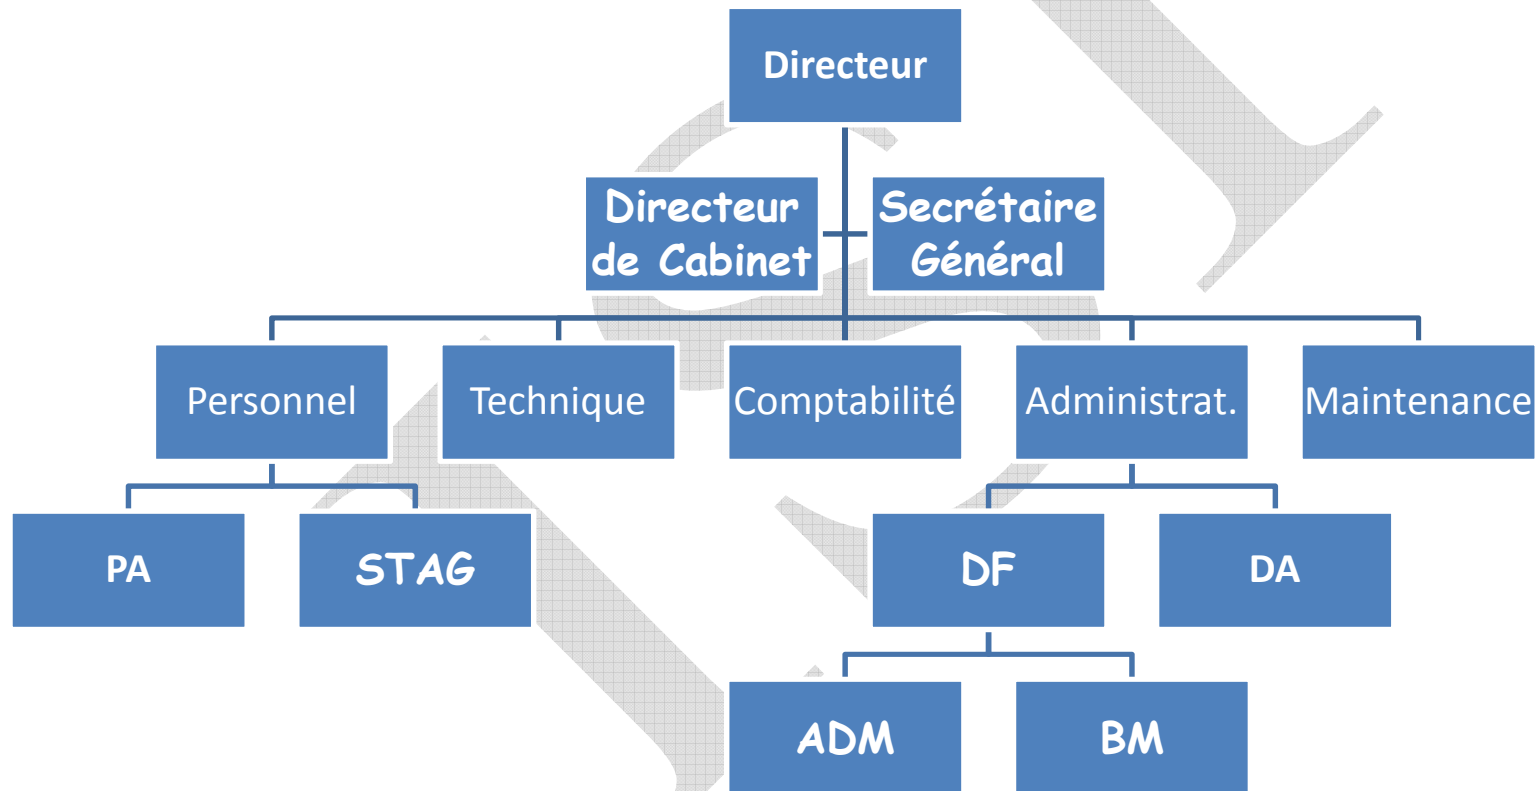 Directeur
Directeur
de Cabinet
Secrétaire
Général
Personnel
Technique
Comptabilité
Administrat.
Maintenance
PA
STAG
DF
DA
ADM
BM